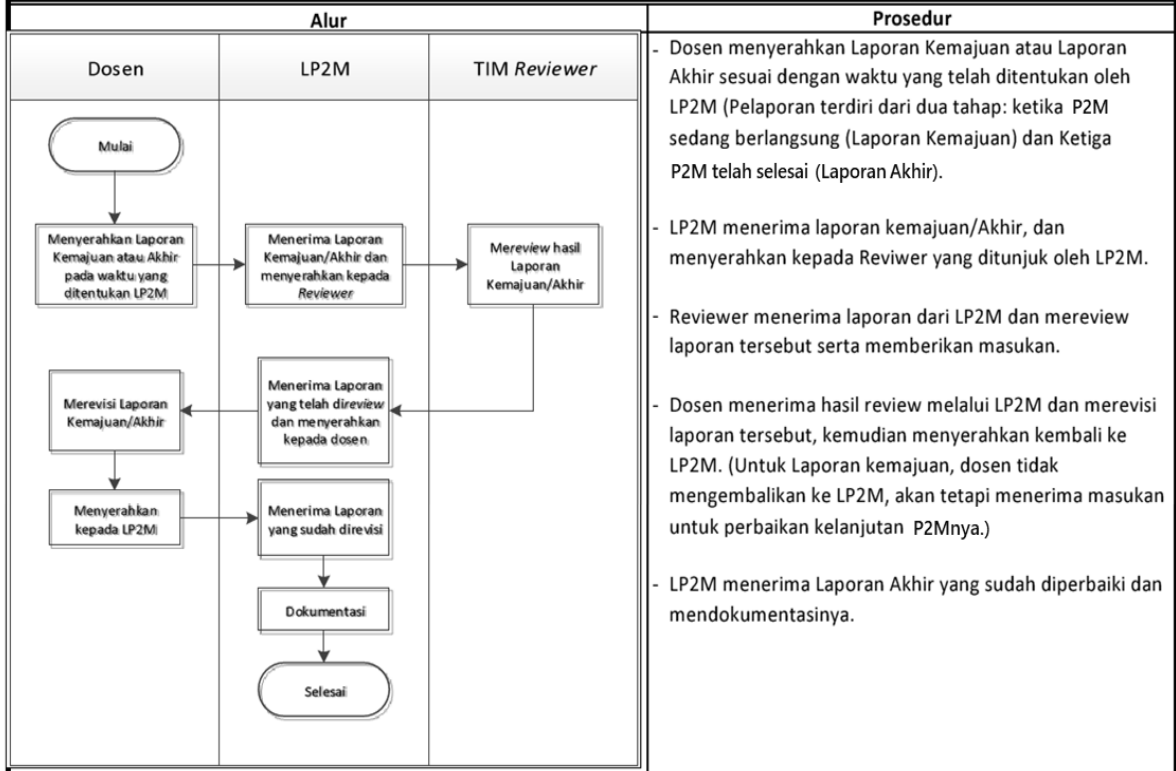 Alur
Prosedur
Dosen
LP2M
TIM Reviewer
Mulai
Menyerahkan Laporan
Kemajuan atau Akhir
pada waktu yang
ditentukan LP2M
Menerima Laporan
Kemajuan/Akhir dan
menyerahkan kepada
Reviewer
Mereview hasil
Laporan
Kemajuan/Akhir
Menerima Laporan
yang telah direview
dan menyerahkan
kepada dosen
Merevisi Laporan
Kemajuan/Akhir
Menyerahkan
kepada LP2M
Menerima Laporan
yang sudah direvisi
Dokumentasi
Selesai
- Dosen menyerahkan Laporan Kemajuan atau Laporan
Akhir sesuai dengan waktu yang telah ditentukan oleh
LP2M (Pelaporan terdiri dari dua tahap: ketika P2M
sedang berlangsung (Laporan Kemajuan) dan Ketiga
P2M telah selesai (Laporan Akhir).
- LP2M menerima laporan kemajuan/Akhir, dan
menyerahkan kepada Reviwer yang ditunjuk oleh LP2M.
- Reviewer menerima laporan dari LP2M dan mereview
laporan tersebut serta memberikan masukan.
- Dosen menerima hasil review melalui LP2M dan merevisi
laporan tersebut, kemudian menyerahkan kembali ke
LP2M. (Untuk Laporan kemajuan, dosen tidak
mengembalikan ke LP2M, akan tetapi menerima masukan
untuk perbaikan kelanjutan P2Mnya.)
- LP2M menerima Laporan Akhir yang sudah diperbaiki dan
mendokumentasinya.